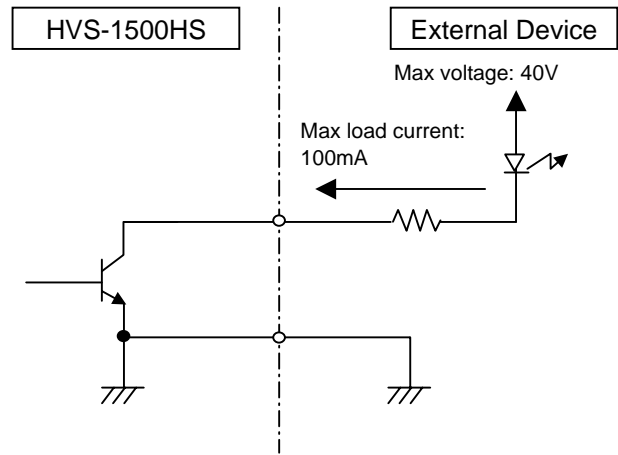 HVS-1500HS
External Device
Max voltage: 40V
Max load current:
100mA